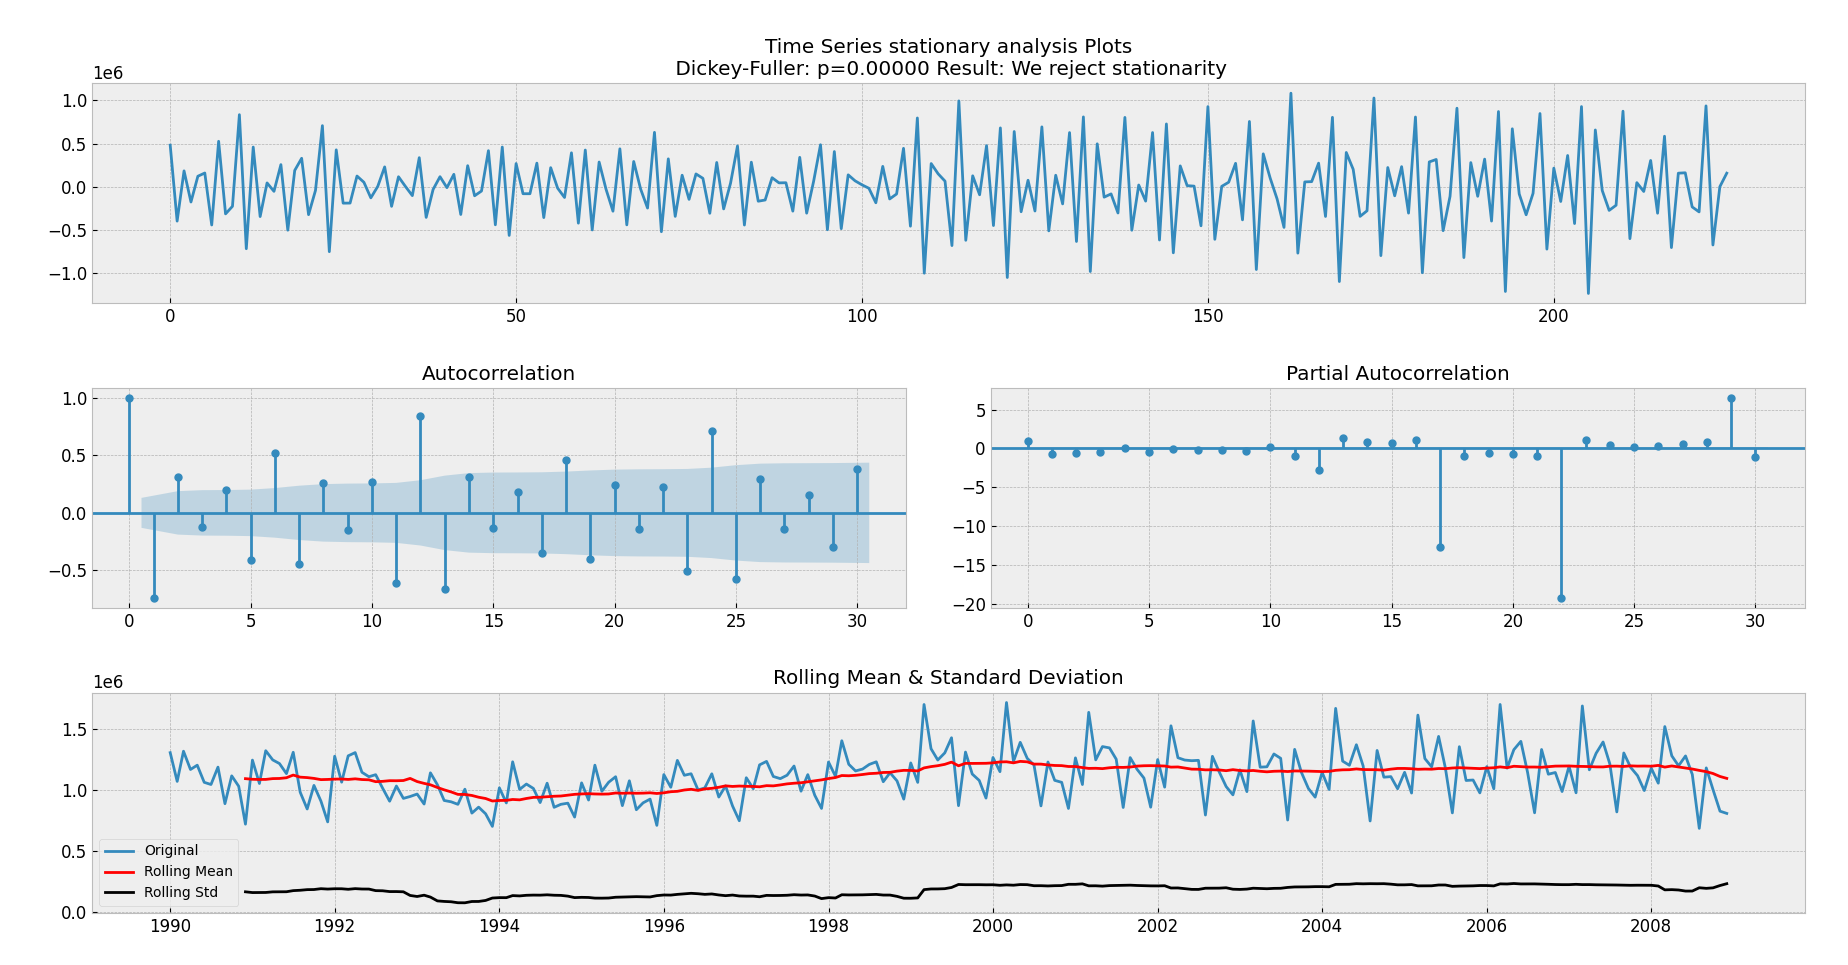 Time Series stationary analysis Plots
Dickey-Fuller: p=0.00000 Result: We reject stationarity
1e6
1.0
0.5
0.0
−0.5
−1.0
0 50 100 150 200
Autocorrelation
1.0
0.5
0.0
−0.5
0 5 10 15 20 25 30
Partial Autocorrelation
5
0
−5
−10
−15
−20
0 5 10 15 20 25 30
Rolling Mean & Standard Deviation
1e6
1.5
1.0
0.5
0.0
Original
Rolling Mean
Rolling Std
1990 1992 1994 1996 1998 2000 2002 2004 2006 2008